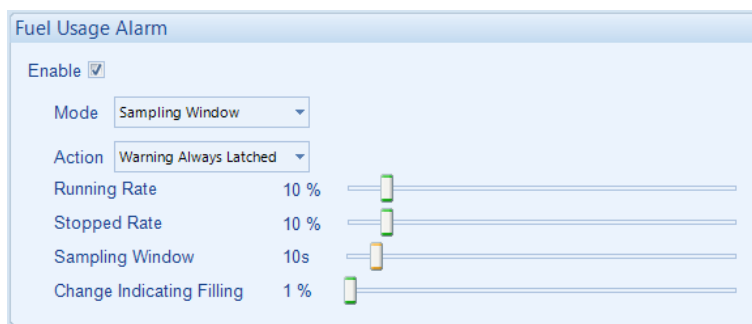 Fuel Usage Alarm
Enable
Mode Sampling Window
Action Warning Always Latched
Running Rate 10 %
Stopped Rate 10 %
Sampling Window 10s
Change Indicating Filling 1 %